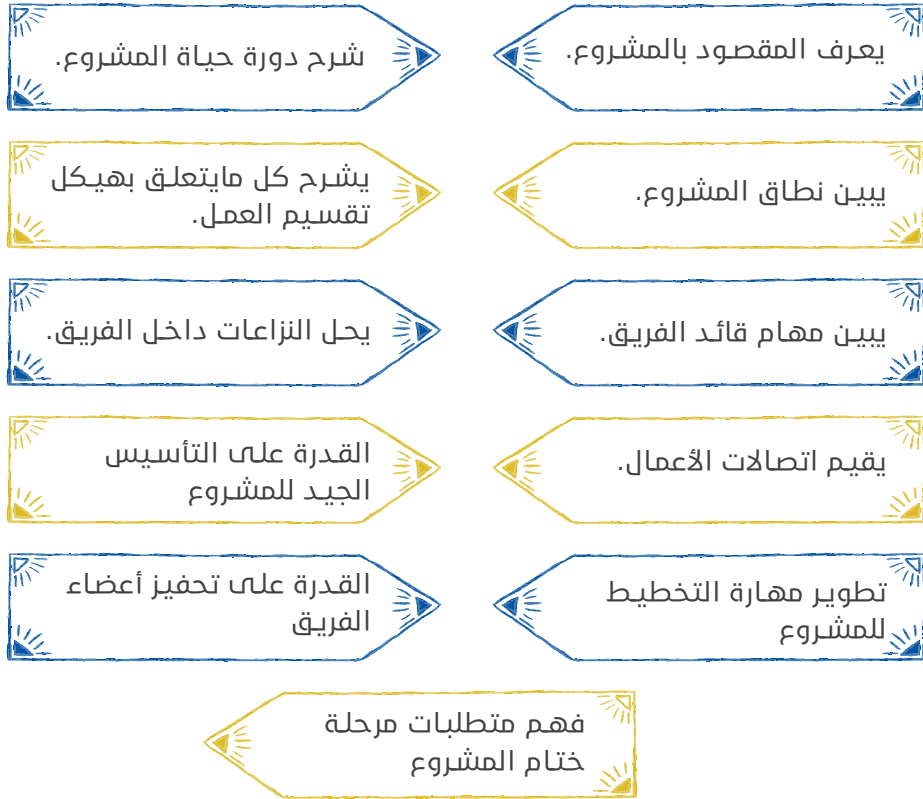 يعرف المقصود بالمشروع.
شرح دورة حياة المشروع.
يبين نطاق المشروع.
يشرح كل مايتعلق بهيكل
تقسيم العمل.
يبين مهام قائد الفريق.
يحل النزاعات داخل الفريق.
يقيم اتصالات الأعمال.
القدرة على التأسيس
الجيد للمشروع
تطوير مهارة التخطيط
للمشروع
القدرة على تحفيز أعضاء
الفريق
فهم متطلبات مرحلة
ختام المشروع